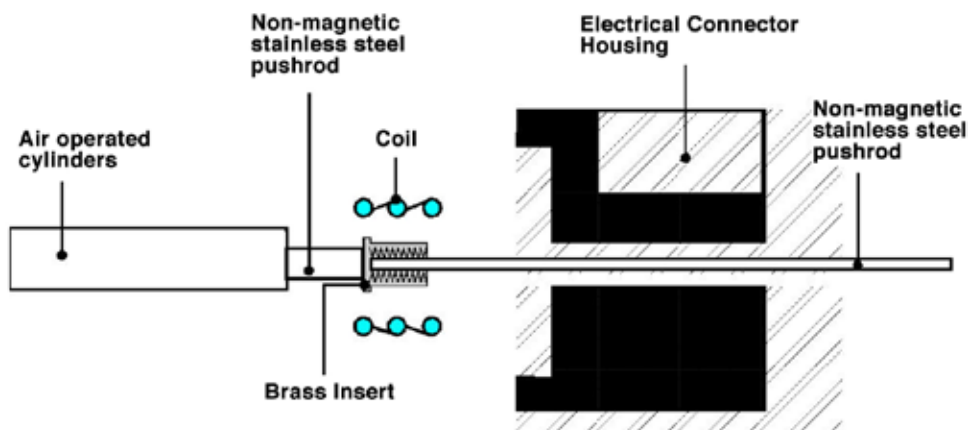 Non-magnetic
stainless steel
pushrod
Electrical Connector
Housing
Non-magnetic
stainless steel
pushrod
Air operated
cylinders
Coil
Brass Insert